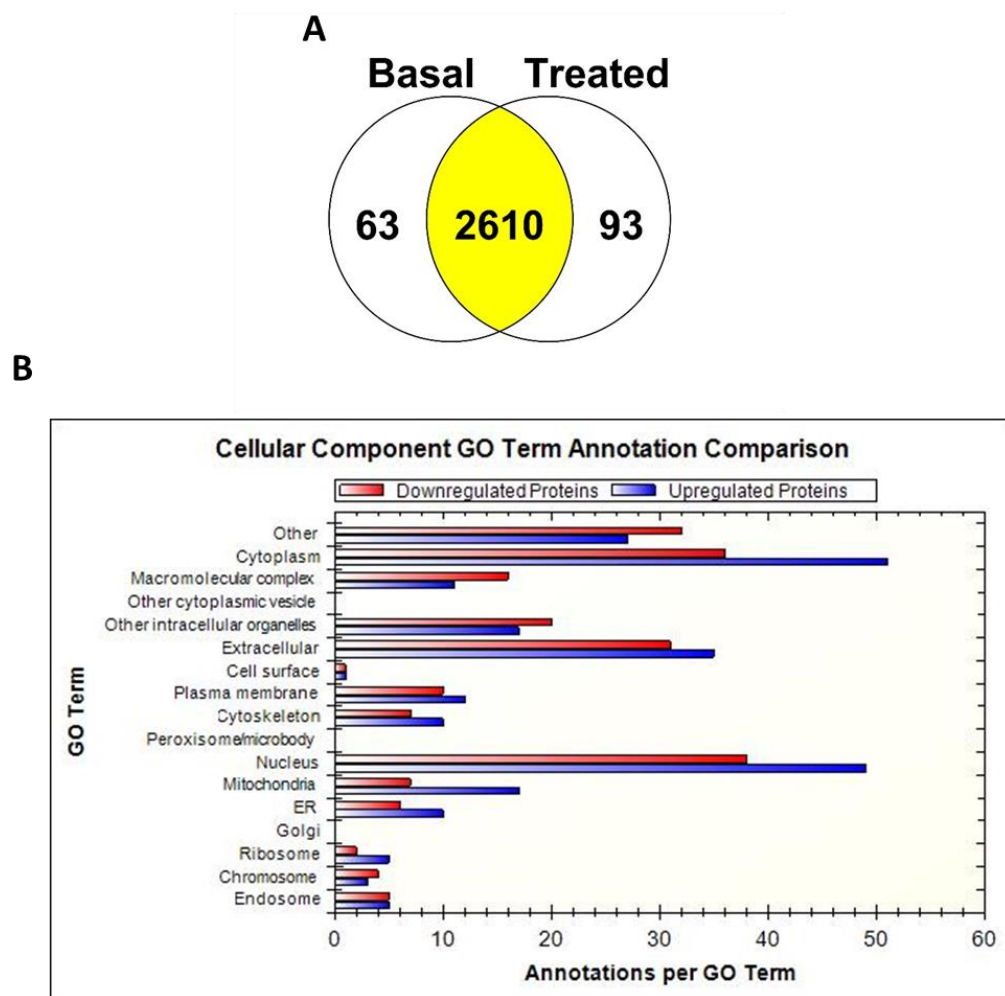 A
Basal Treated
63 2610 93
B
Cellular Component GO Term Annotation Comparison
Downregulated Proteins Upregulated Proteins
GO Term
Other
Cytoplasm
Macromolecular complex
Other cytoplasmic vesicle
Other intracellular organelles
Extracellular
Cell surface
Plasma membrane
Cytoskeleton
Peroxisome/microbody
Nucleus
Mitochondria
ER
Golgi
Ribosome
Chromosome
Endosome
0 10 20 30 40 50 60
Annotations per GO Term